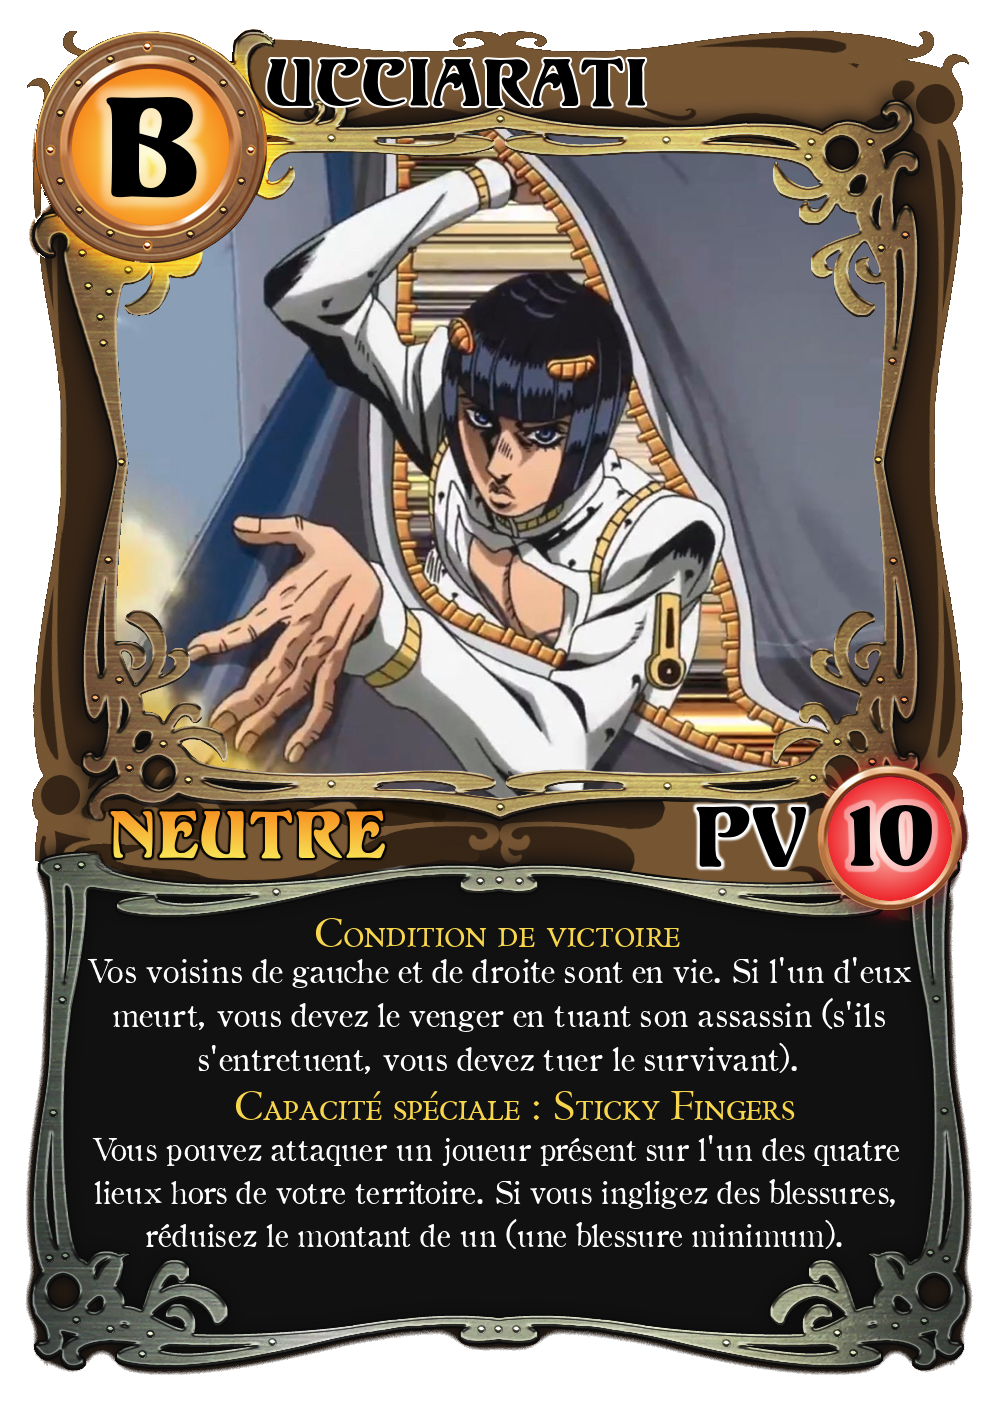 BUCCIARATI
NEUTRE
PV 10
Condition de victoire
Vos voisins de gauche et de droite sont en vie. Si l'un d'eux
meurt, vous devez le venger en tuant son assassin (s'ils
s'entretuent, vous devez tuer le survivant).
Capacité spéciale : Sticky Fingers
Vous pouvez attaquer un joueur présent sur l'un des quatre
lieux hors de votre territoire. Si vous ingligez des blessures,
réduisez le montant de un (une blessure minimum).